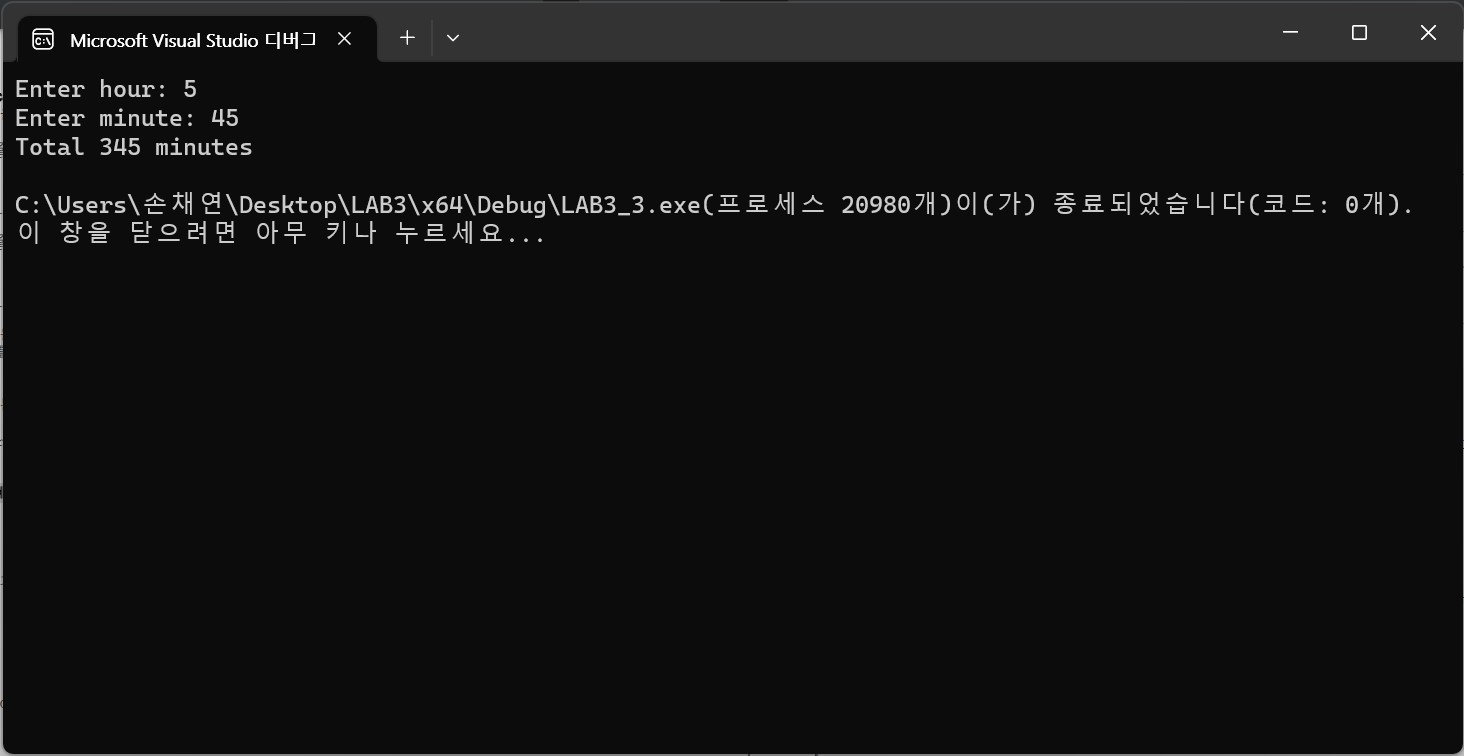 Microsoft Visual Studio 디버그
Enter hour: 5
Enter minute: 45
Total 345 minutes
C:\Users\손채연\Desktop\LAB3\x64\Debug\LAB3_3.exe(프로세스 20980개)이(가) 종료되었습니다(코드: 0개).
이 창을 닫으려면 아무 키나 누르세요...